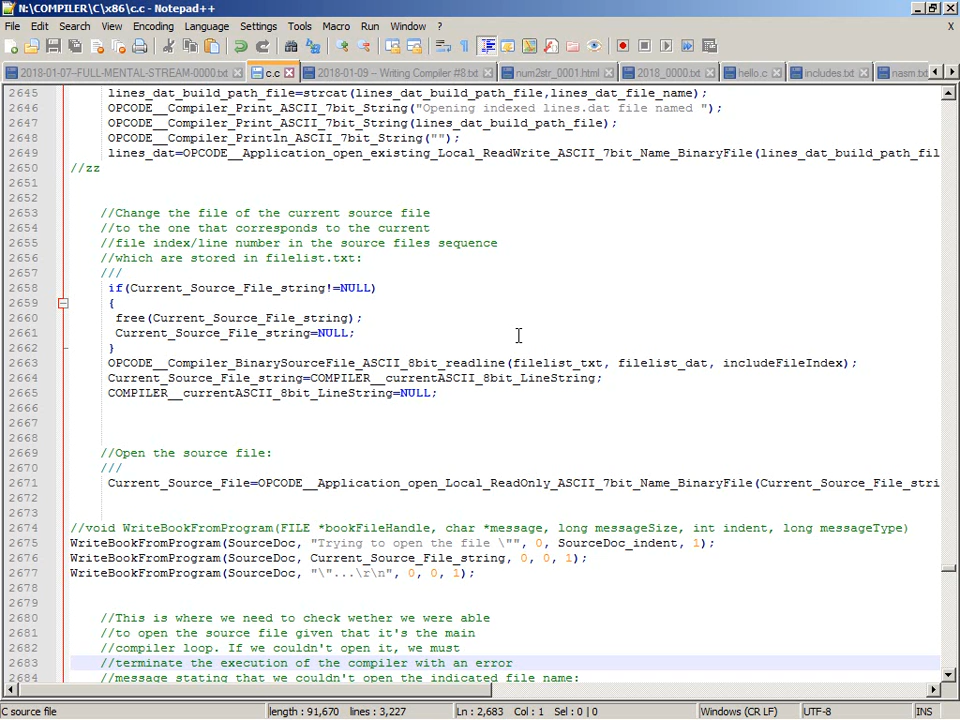 N:\COMPILER\C\x86\c.c - Notepad++
File Edit Search View Encoding Language Settings Tools Macro Run Window ? X
2018-01-07-FULL-MENTAL-STREAM-0000.txt c.c 2018-01-09 -- Writing Compiler #8.txt num2str_0001.html 2018_0000.txt hello.c includes.txt nasm.tx
2645 lines_dat_build_path_file=strcat(lines_dat_build_path_file,lines_dat_file_name);
2646 OPCODE__Compiler_Print_ASCII_7bit_String("Opening indexed lines.dat file named ");
2647 OPCODE__Compiler_Print_ASCII_7bit_String(lines_dat_build_path_file);
2648 OPCODE__Compiler_Println_ASCII_7bit_String("");
2649 lines_dat=OPCODE__Application_open_existing_Local_ReadWrite_ASCII_7bit_Name_BinaryFile(lines_dat_build_path_fil
2650 //zz
2651
2652
2653 //Change the file of the current source file
2654 //to the one that corresponds to the current
2655 //file index/line number in the source files sequence
2656 //which are stored in filelist.txt:
2657 ///
2658 if(Current_Source_File_string!=NULL)
2659 {
2660 free(Current_Source_File_string);
2661 Current_Source_File_string=NULL;
2662 }
2663 OPCODE__Compiler_BinarySourceFile_ASCII_8bit_readline(filelist_txt, filelist_dat, includeFileIndex);
2664 Current_Source_File_string=COMPILER__currentASCII_8bit_LineString;
2665 COMPILER__currentASCII_8bit_LineString=NULL;
2666
2667
2668
2669 //Open the source file:
2670 ///
2671 Current_Source_File=OPCODE__Application_open_Local_ReadOnly_ASCII_7bit_Name_BinaryFile(Current_Source_File_stri
2672
2673
2674 //void WriteBookFromProgram(FILE *bookFileHandle, char *message, long messageSize, int indent, long messageType)
2675 WriteBookFromProgram(SourceDoc, "Trying to open the file \"", 0, SourceDoc_indent, 1);
2676 WriteBookFromProgram(SourceDoc, Current_Source_File_string, 0, 0, 1);
2677 WriteBookFromProgram(SourceDoc, "\"...\r\n", 0, 0, 1);
2678
2679
2680 //This is where we need to check wether we were able
2681 //to open the source file given that it's the main
2682 //compiler loop. If we couldn't open it, we must
2683 //terminate the execution of the compiler with an error
2684 //message stating that we couldn't open the indicated file name:
C source file length : 91,670 lines : 3,227 Ln : 2,683 Col : 1 Sel : 0 | 0 Windows (CR LF) UTF-8 INS